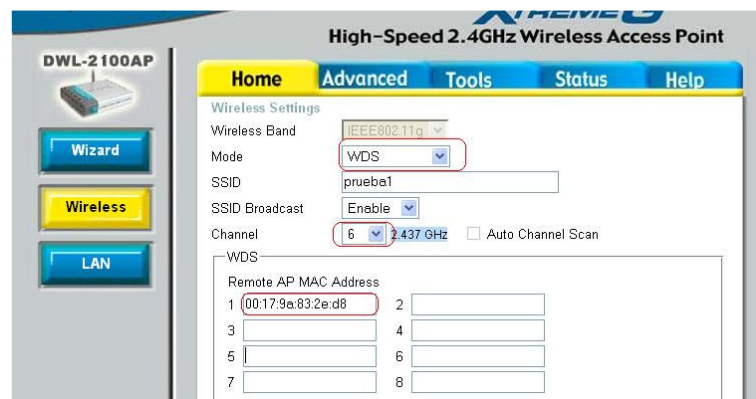 XTREME G
High-Speed 2.4GHz Wireless Access Point
DWL-2100AP
Home Advanced Tools Status Help
Wireless Settings
Wireless Band IEEE802.11g
Wizard
Mode WDS
SSID prueba1
Wireless
SSID Broadcast Enable
Channel 6 2.437 GHz Auto Channel Scan
LAN
WDS
Remote AP MAC Address
1 00:17:9a:83:2e:d8 2
3 4
5 6
7 8